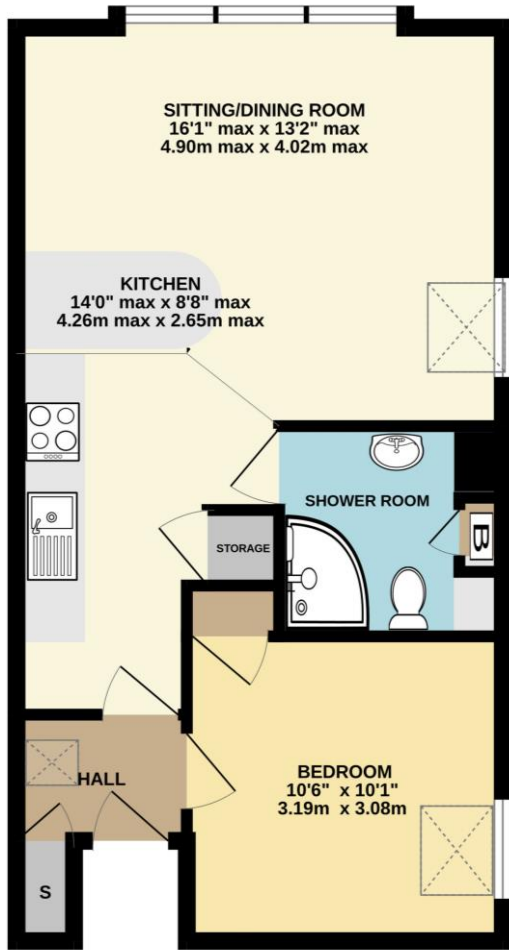 SITTING/DINING ROOM
16'1" max x 13'2" max
4.90m max x 4.02m max
KITCHEN
14'0" max x 8'8" max
4.26m max x 2.65m max
SHOWER ROOM
B
STORAGE
HALL
BEDROOM
10'6" x 10'1"
3.19m x 3.08m
S